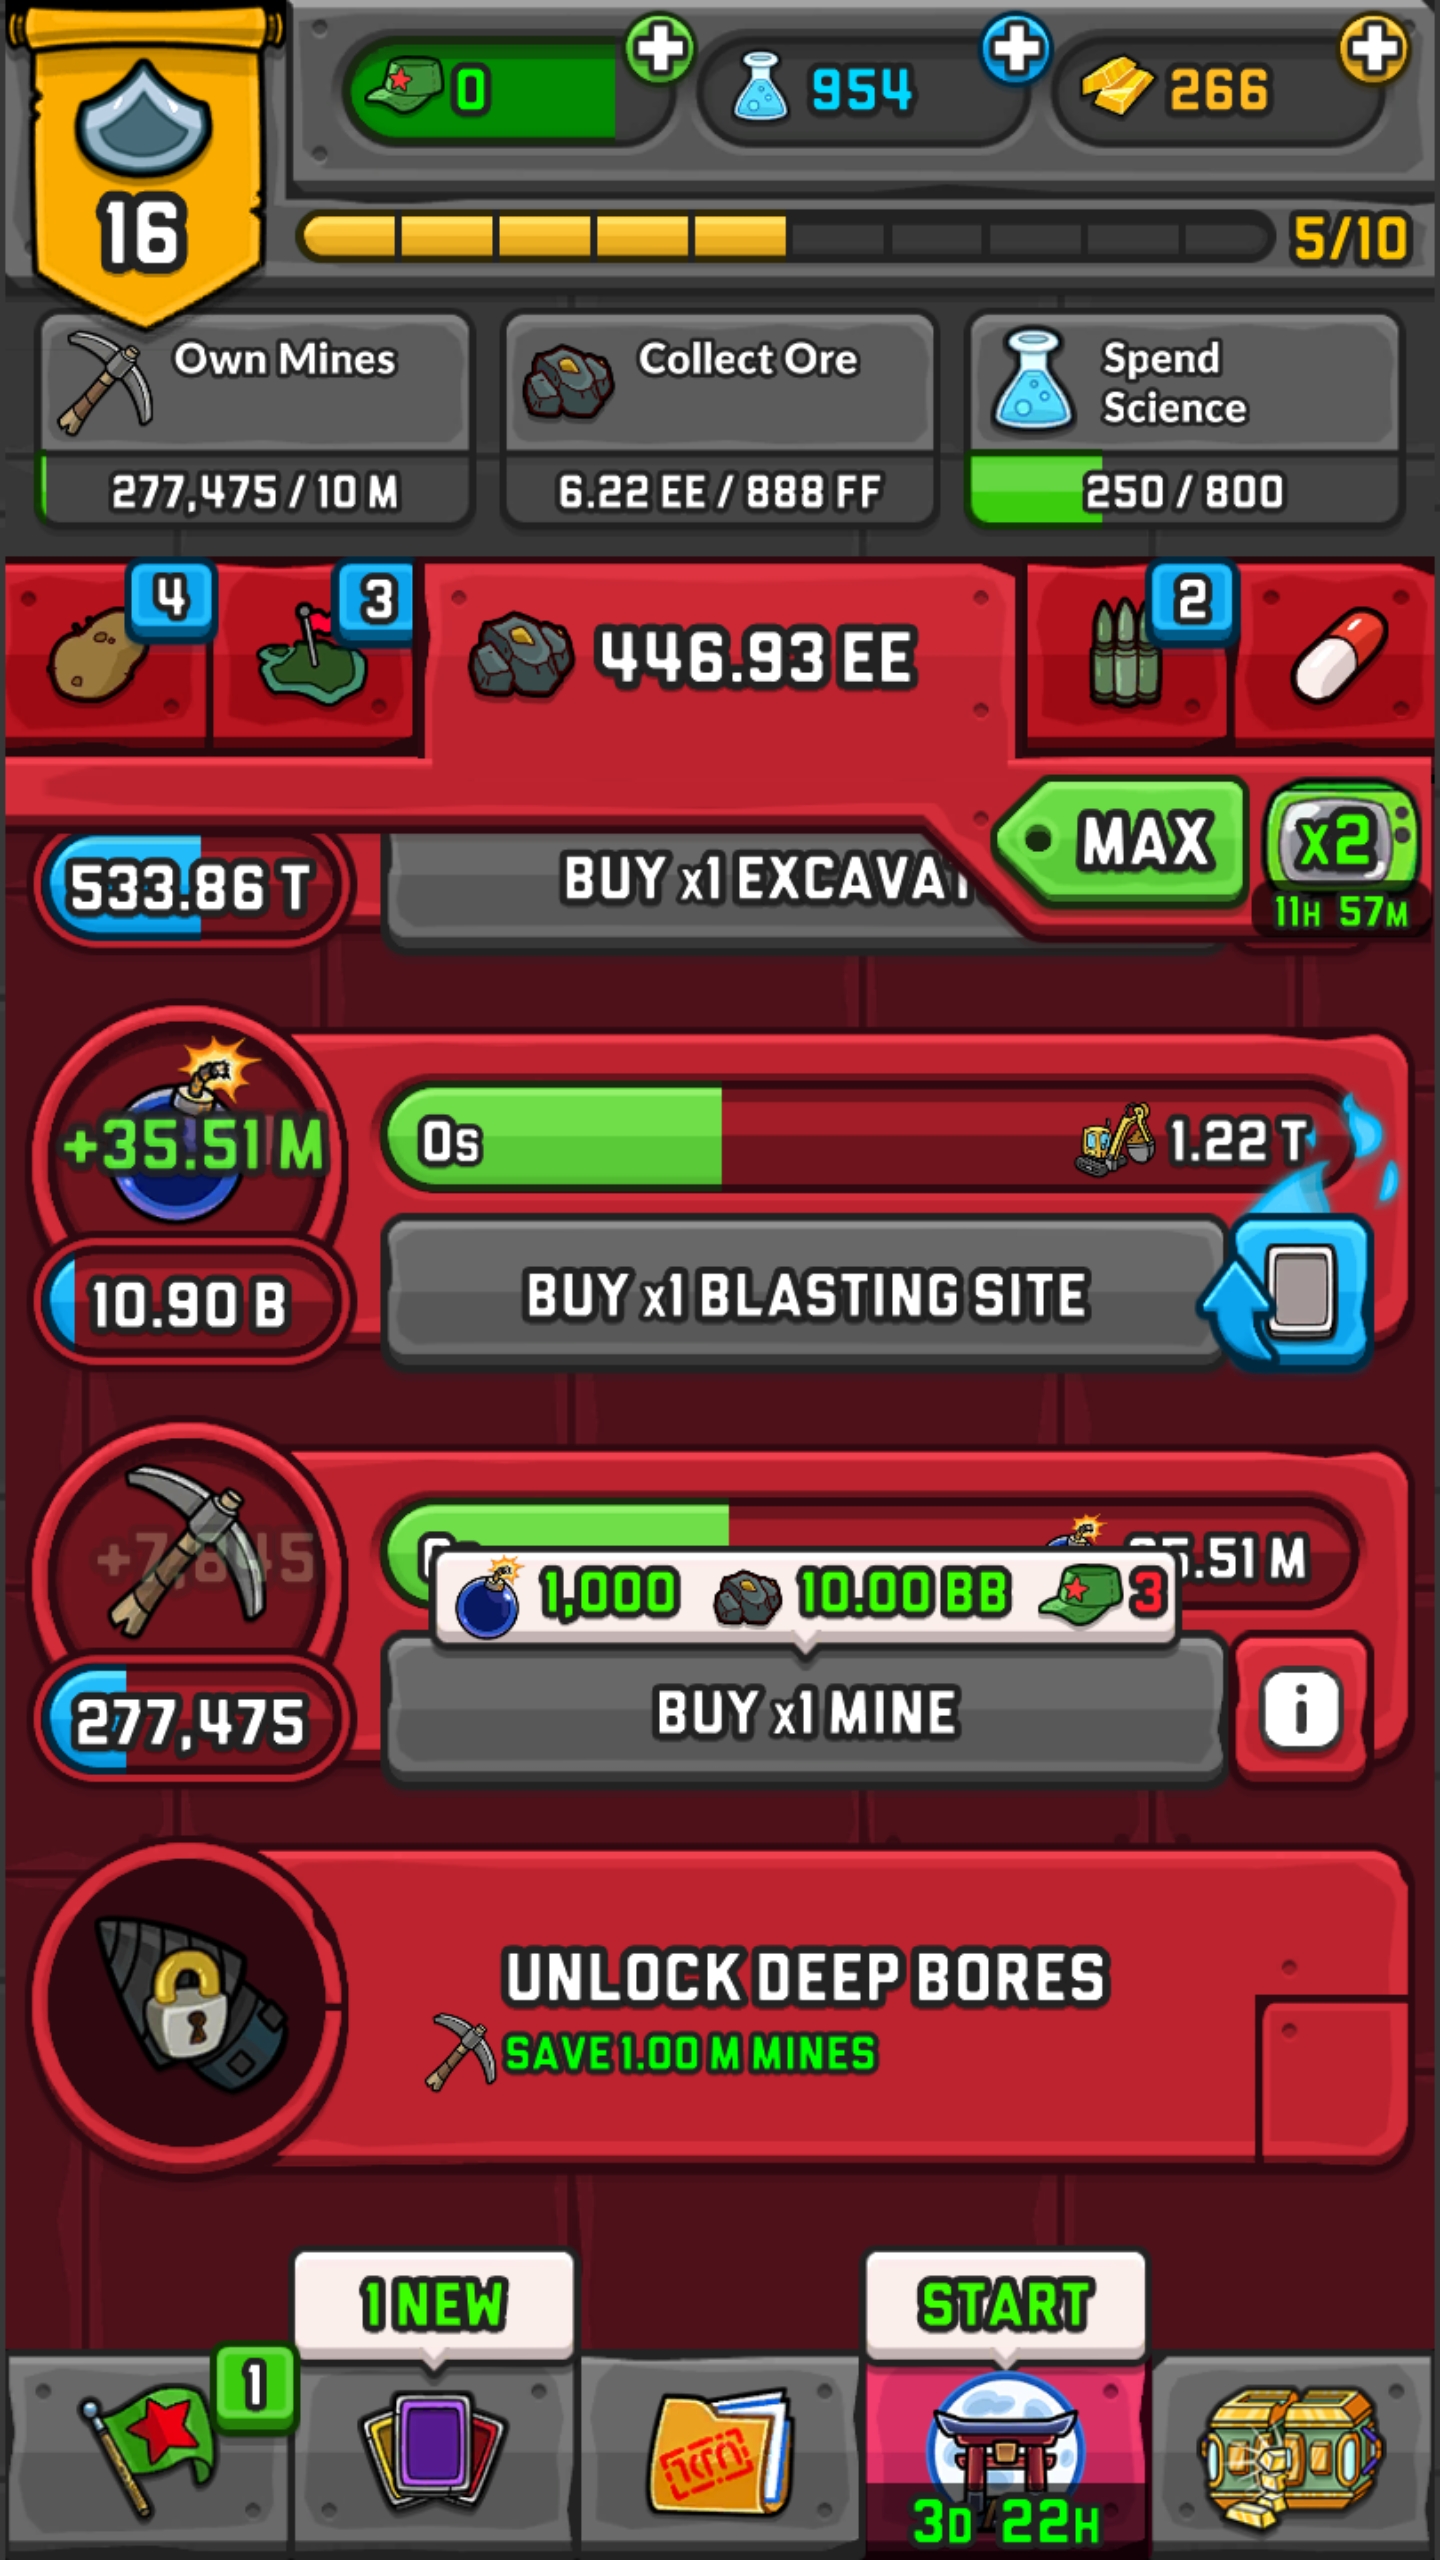 0
954
266
16
5/10
Own Mines
277,475 / 10 M
Collect Ore
6.22 EE / 888 FF
Spend
Science
250 / 800
4
3
446.93 EE
2
MAX
x2
11H 57M
533.86 T
BUY x1
+35.51 M
0s
1.22 T
10.90 B
BUY x1 BLASTING SITE
5.51 M
1,000
10.00 BB
3
277,475
BUY x1 MINE
i
UNLOCK DEEP BORES
SAVE 1.00 M MINES
1 NEW
START
1
3D 22H